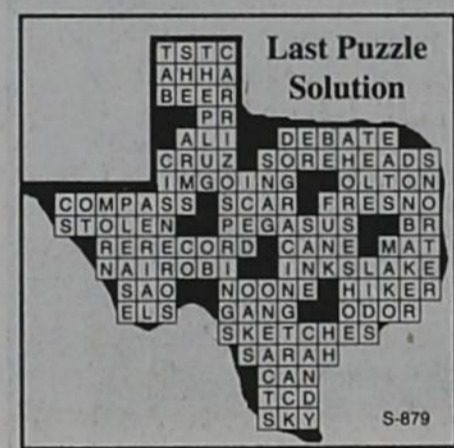 Last Puzzle
Solution
TSTC
AHHA
BEER
PR
ALI DEBATE
CRUZ SOREHEADS
IMGOING OLTON
COMPASS SCAR FRESNO
STOLEN PEGASUS BR
RERECORD CANE MAT
NAIROBI INKSLAKE
SAO NOONE HIKER
ELS GANG ODOR
SKETCHES
SARAH
CAN
TCD
SKY
S-879